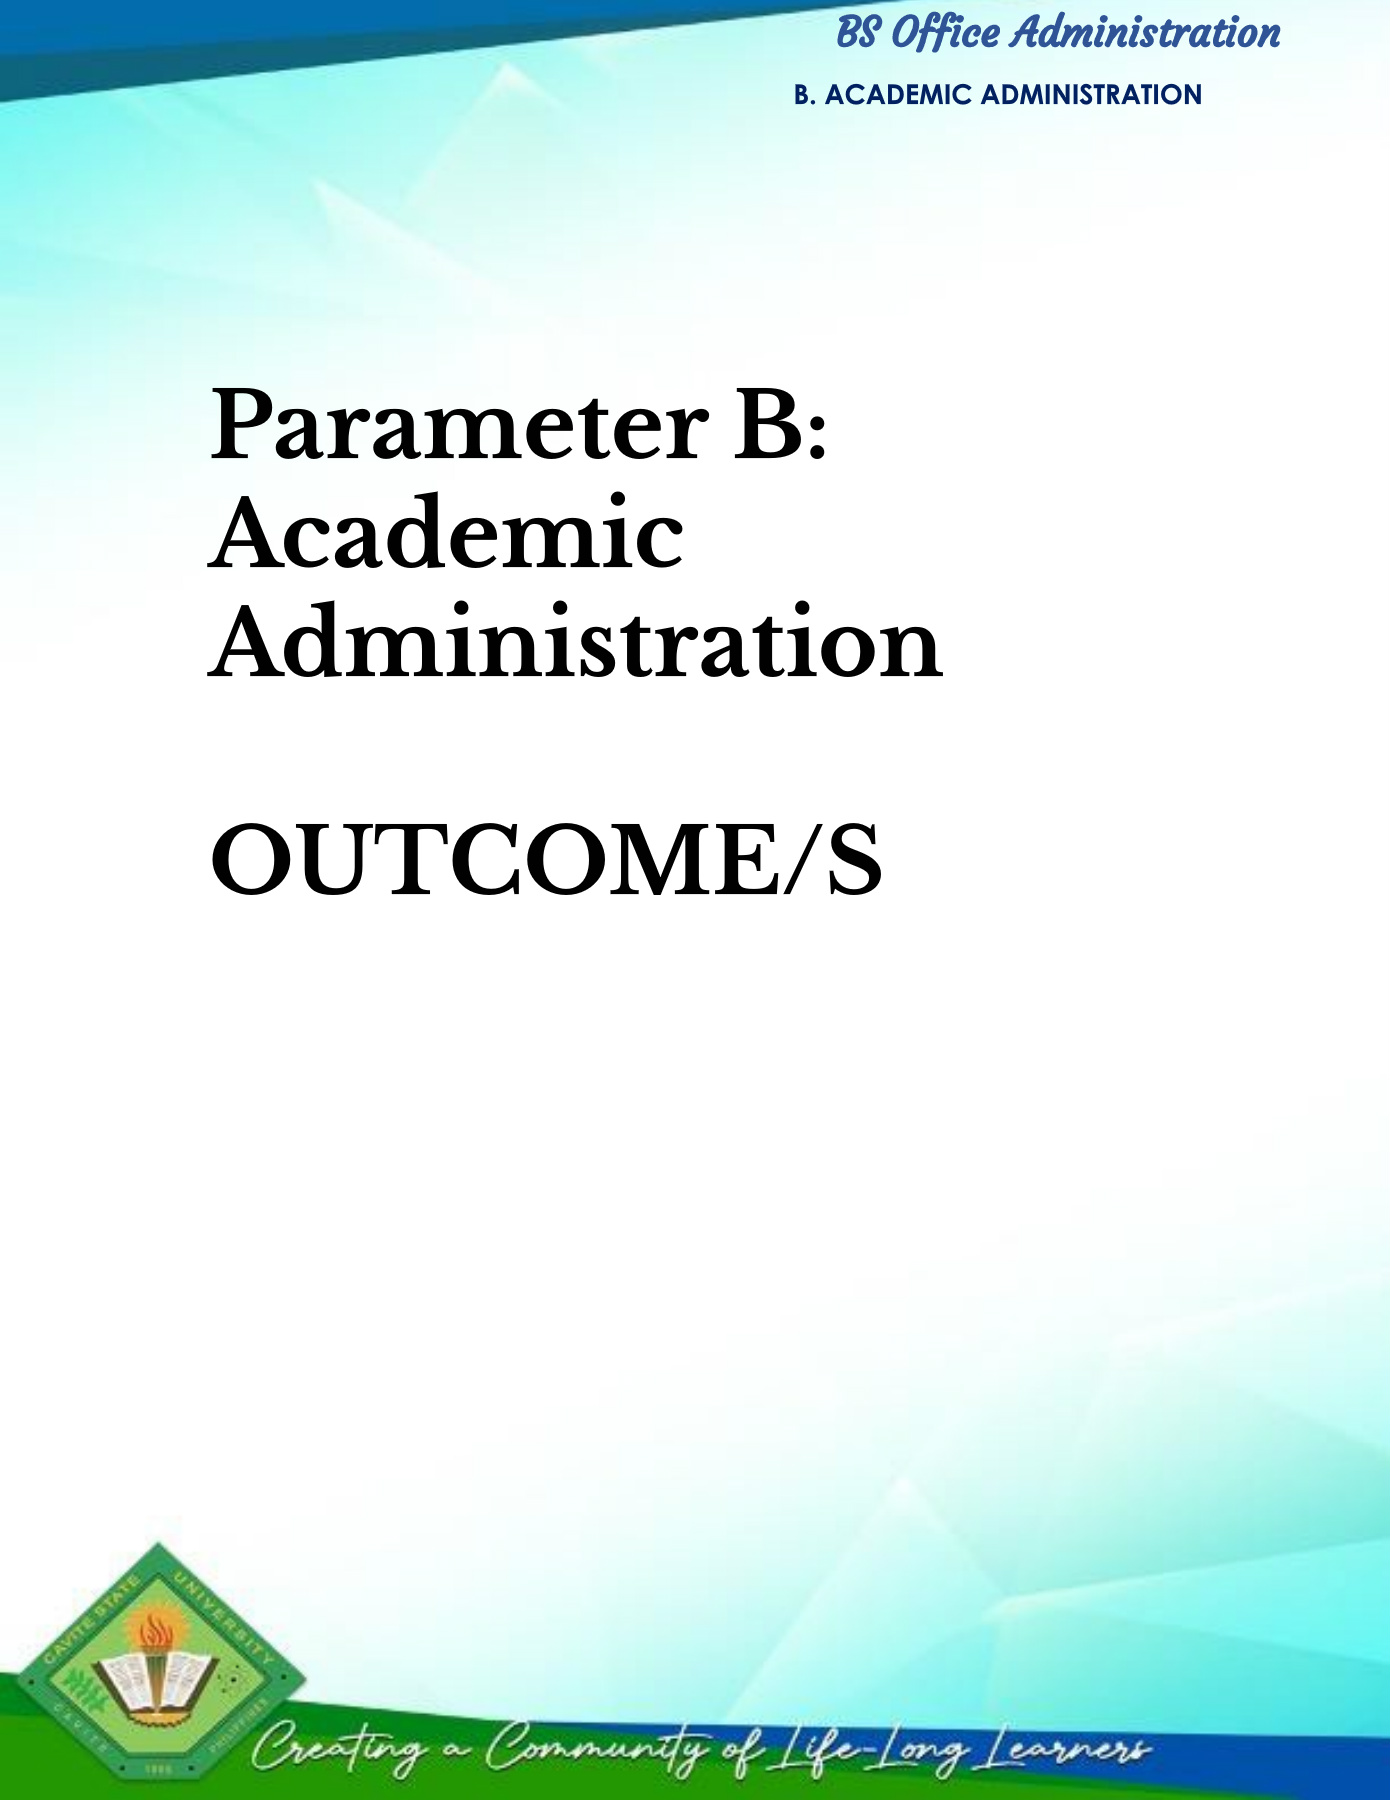 BS Office Administration
B. ACADEMIC ADMINISTRATION
Parameter B:
Academic
Administration
OUTCOME/S
CAVITE STATE UNIVERSITY
CAVITE
PHILIPPINES
1906
Creating a Community of Life-Long Learners